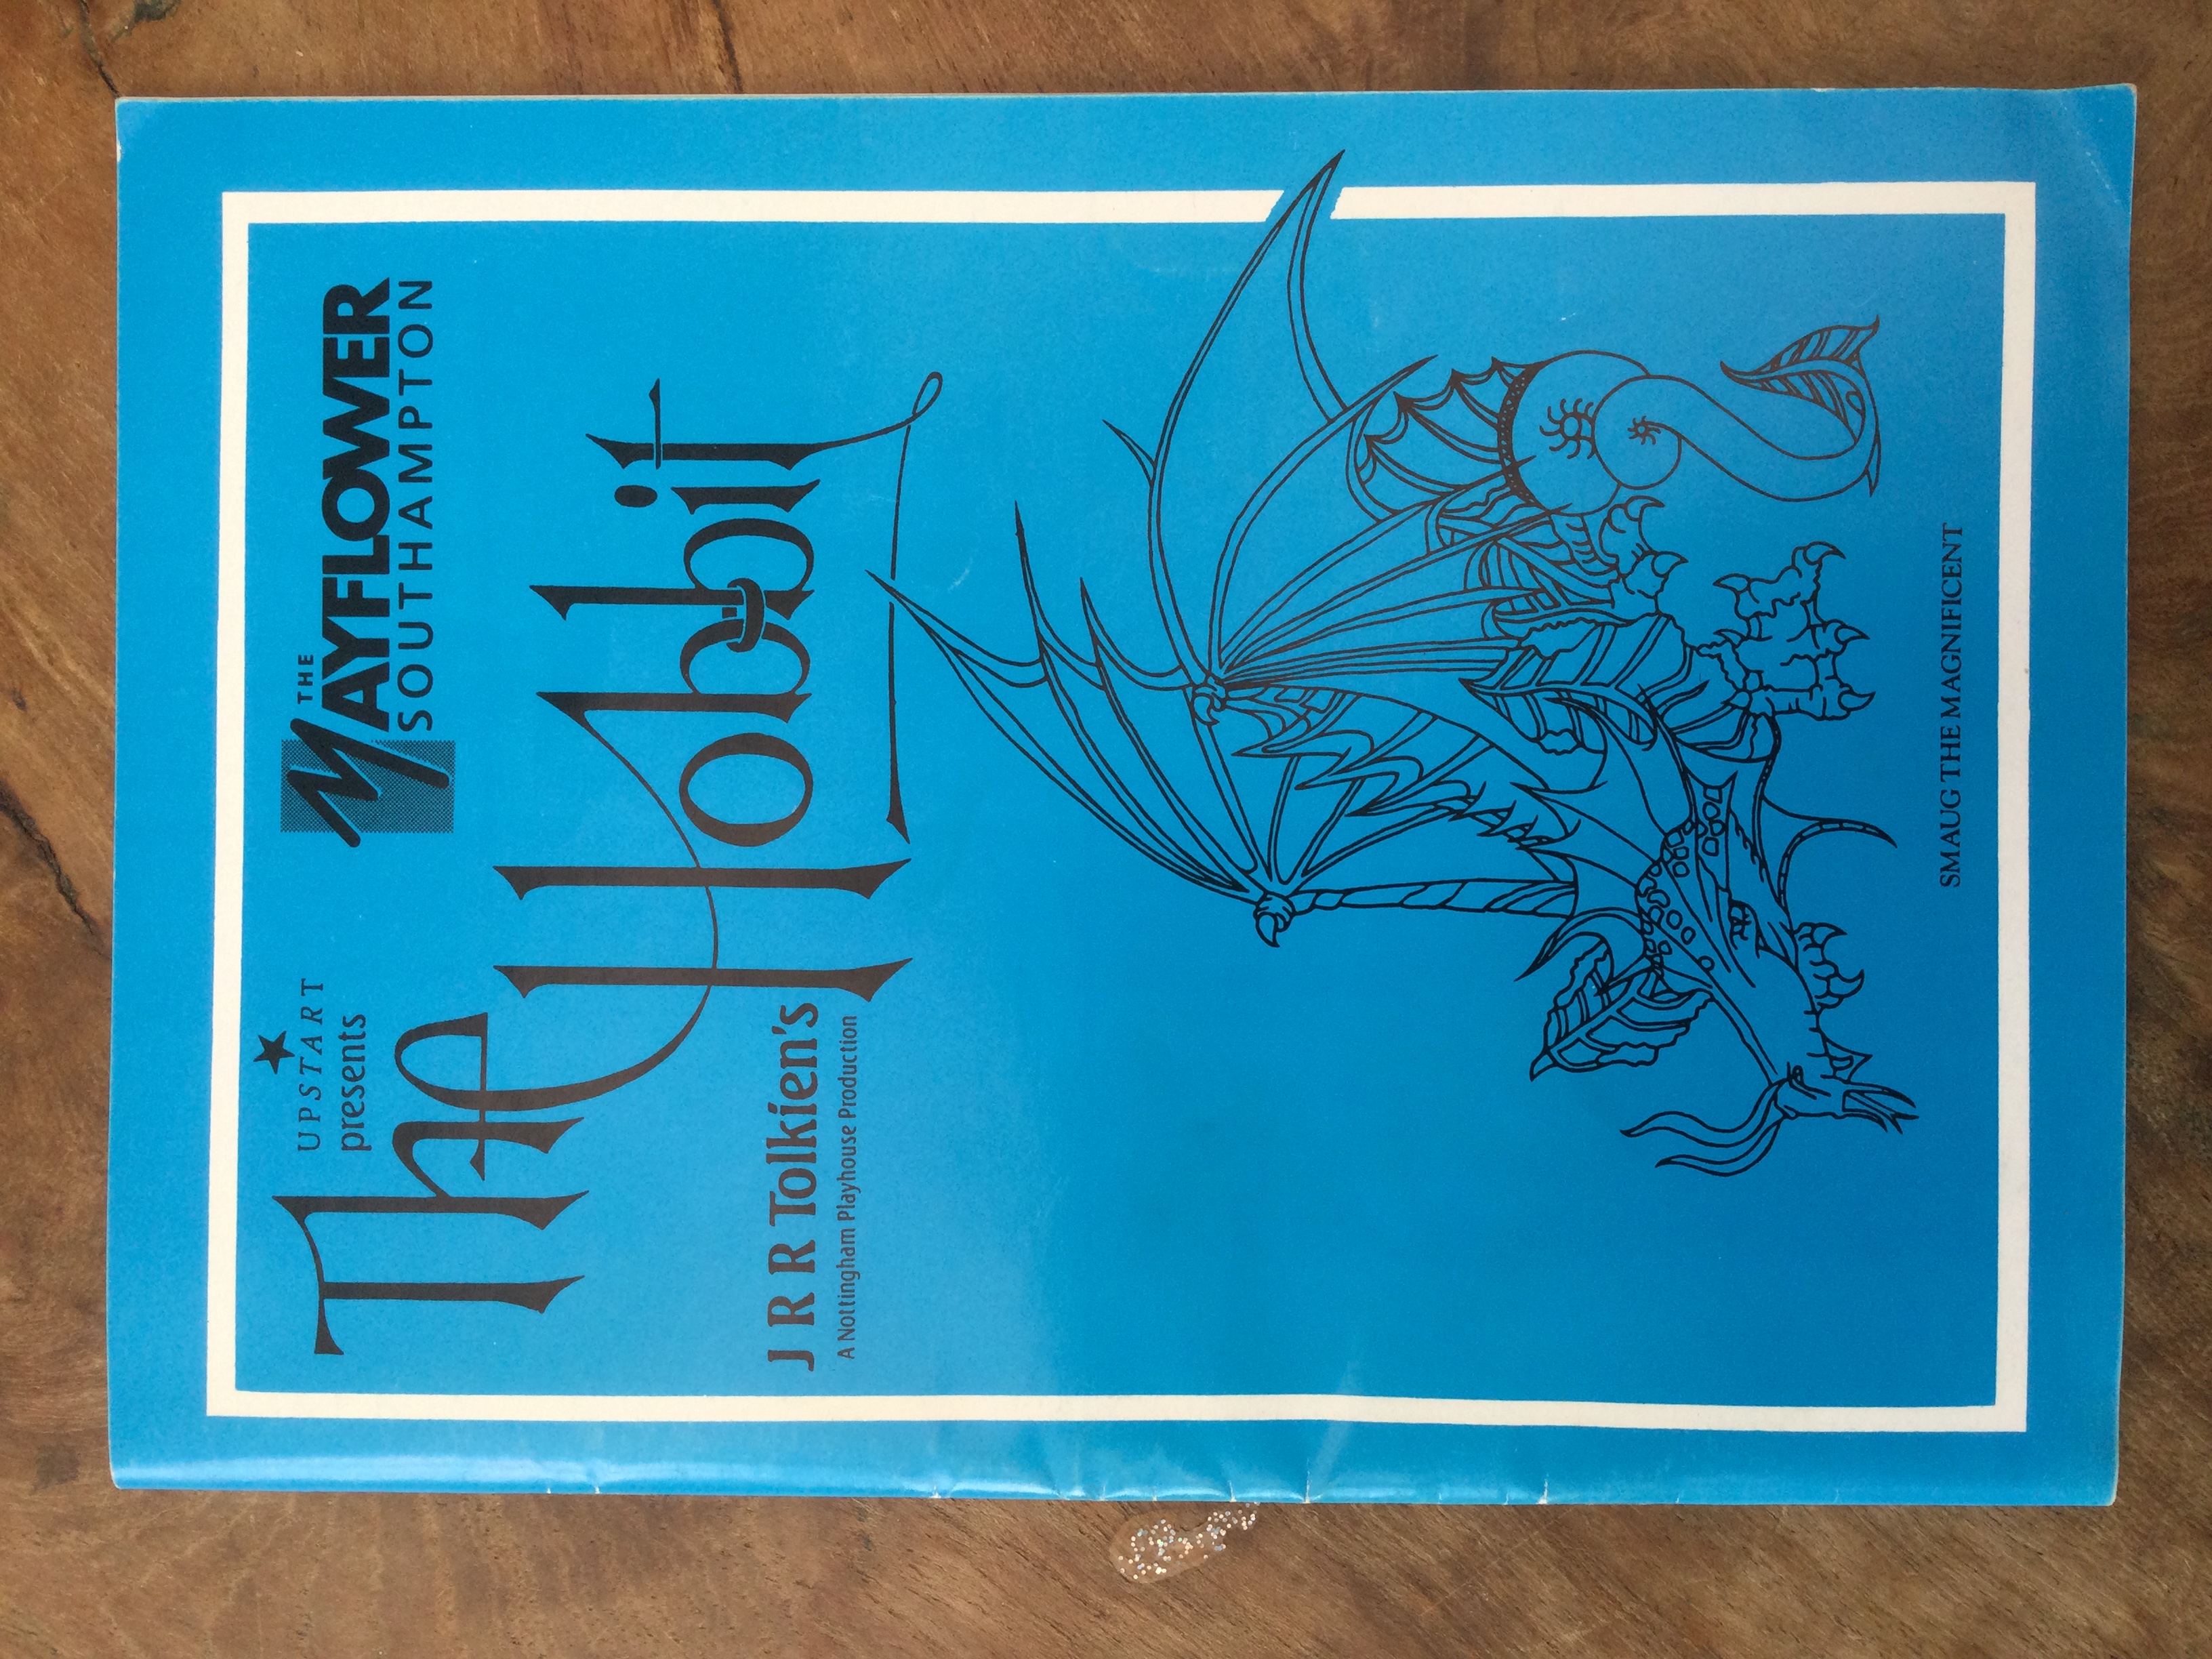 UPSTART
presents
THE
MAYFLOWER
SOUTHAMPTON
The Hobbit
J R R Tolkien's
A Nottingham Playhouse Production
SMAUG THE MAGNIFICENT